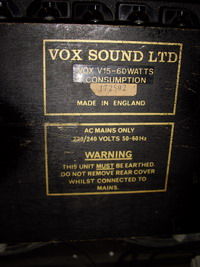 VOX SOUND LTD
VOX V15-60WATTS
CONSUMPTION
172592
MADE IN ENGLAND
AC MAINS ONLY
220/240 VOLTS 50-60Hz
WARNING
THIS UNIT MUST BE EARTHED.
DO NOT REMOVE REAR COVER
WHILST CONNECTED TO
MAINS.